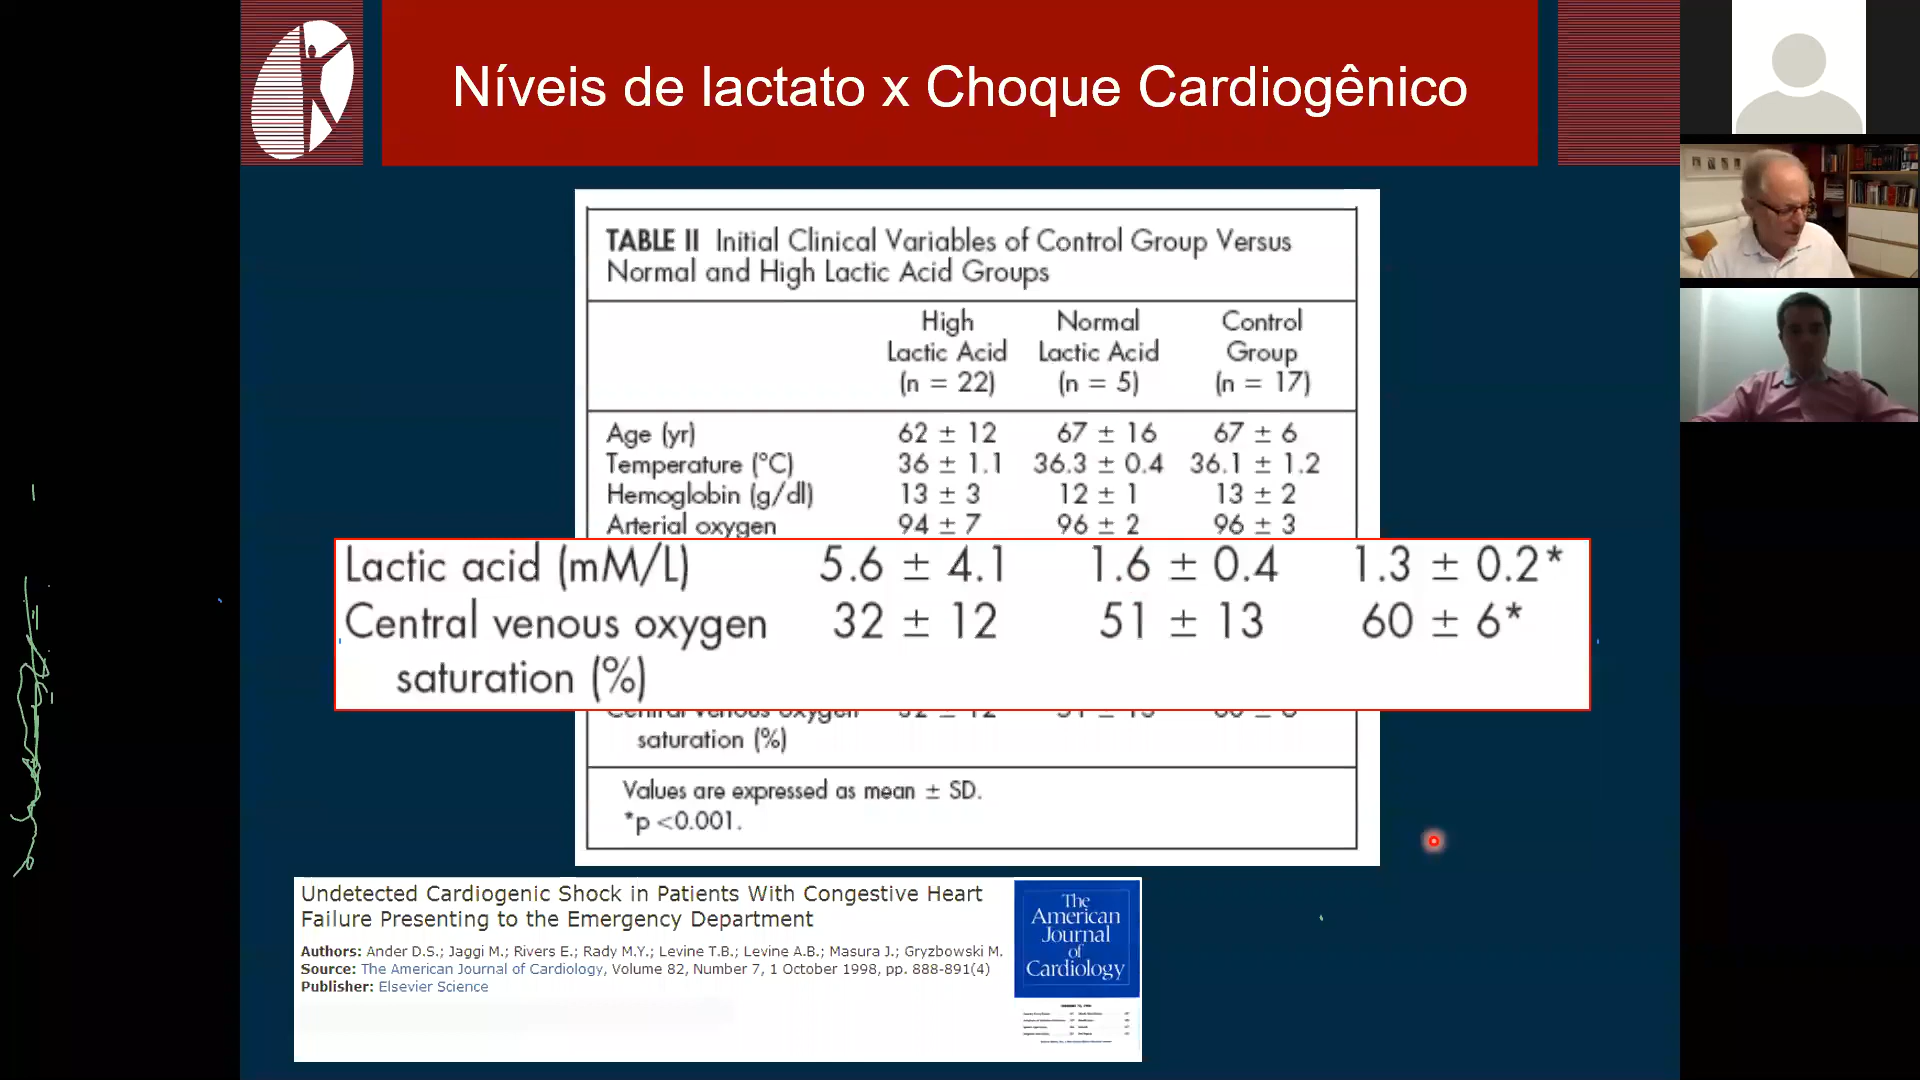 Níveis de lactato x Choque Cardiogênico
TABLE II Initial Clinical Variables of Control Group Versus
Normal and High Lactic Acid Groups
High Lactic Acid (n = 22) Normal Lactic Acid (n = 5) Control Group (n = 17)
Age (yr) 62 ± 12 67 ± 16 67 ± 6
Temperature (°C) 36 ± 1.1 36.3 ± 0.4 36.1 ± 1.2
Hemoglobin (g/dl) 13 ± 3 12 ± 1 13 ± 2
Arterial oxygen 94 ± 7 96 ± 2 96 ± 3
Lactic acid (mM/L) 5.6 ± 4.1 1.6 ± 0.4 1.3 ± 0.2*
Central venous oxygen 32 ± 12 51 ± 13 60 ± 6*
saturation (%)
Central venous oxygen 32 ± 12 51 ± 13 60 ± 6
saturation (%)
Values are expressed as mean ± SD.
*p <0.001.
Undetected Cardiogenic Shock in Patients With Congestive Heart
Failure Presenting to the Emergency Department
Authors: Ander D.S.; Jaggi M.; Rivers E.; Rady M.Y.; Levine T.B.; Levine A.B.; Masura J.; Gryzbowski M.
Source: The American Journal of Cardiology, Volume 82, Number 7, 1 October 1998, pp. 888-891(4)
Publisher: Elsevier Science
The
American
Journal
of
Cardiology